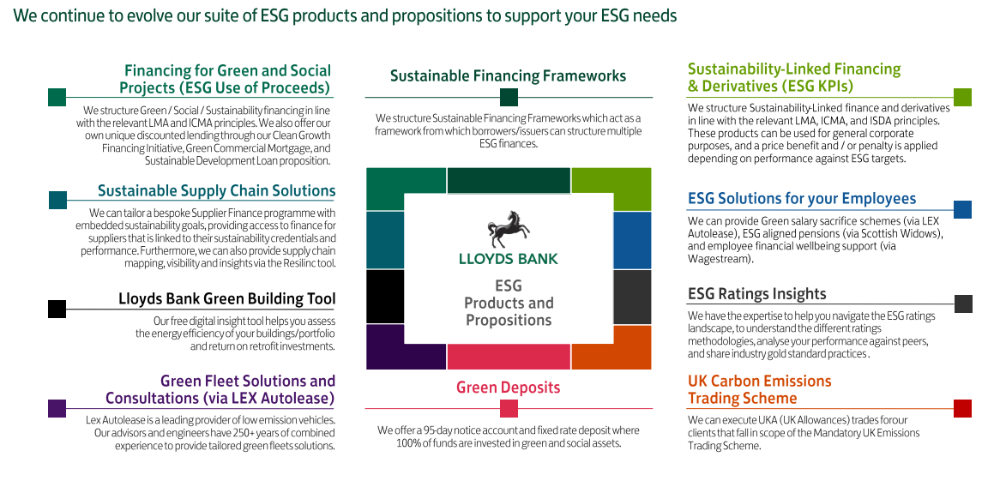 We continue to evolve our suite of ESG products and propositions to support your ESG needs
Financing for Green and Social
Projects (ESG Use of Proceeds)
We structure Green / Social / Sustainability financing in line
with the relevant LMA and ICMA principles. We also offer our
own unique discounted lending through our Clean Growth
Financing Initiative, Green Commercial Mortgage, and
Sustainable Development Loan proposition.
Sustainable Supply Chain Solutions
We can tailor a bespoke Supplier Finance programme with
embedded sustainability goals, providing access to finance for
suppliers that is linked to their sustainability credentials and
performance. Furthermore, we can also provide supply chain
mapping, visibility and insights via the Resilinc tool.
Lloyds Bank Green Building Tool
Our free digital insight tool helps you assess
the energy efficiency of your buildings/portfolio
and return on retrofit investments.
Green Fleet Solutions and
Consultations (via LEX Autolease)
Lex Autolease is a leading provider of low emission vehicles.
Our advisors and engineers have 250+ years of combined
experience to provide tailored green fleets solutions.
Sustainable Financing Frameworks
We structure Sustainable Financing Frameworks which act as a
framework from which borrowers/issuers can structure multiple
ESG finances.
LLOYDS BANK
ESG
Products and
Propositions
Green Deposits
We offer a 95-day notice account and fixed rate deposit where
100% of funds are invested in green and social assets.
Sustainability-Linked Financing
& Derivatives (ESG KPIs)
We structure Sustainability-Linked finance and derivatives
in line with the relevant LMA, ICMA, and ISDA principles.
These products can be used for general corporate
purposes, and a price benefit and / or penalty is applied
depending on performance against ESG targets.
ESG Solutions for your Employees
We can provide Green salary sacrifice schemes (via LEX
Autolease), ESG aligned pensions (via Scottish Widows),
and employee financial wellbeing support (via
Wagestream).
ESG Ratings Insights
We have the expertise to help you navigate the ESG ratings
landscape, to understand the different ratings
methodologies, analyse your performance against peers,
and share industry gold standard practices.
UK Carbon Emissions
Trading Scheme
We can execute UKA (UK Allowances) trades forour
clients that fall in scope of the Mandatory UK Emissions
Trading Scheme.